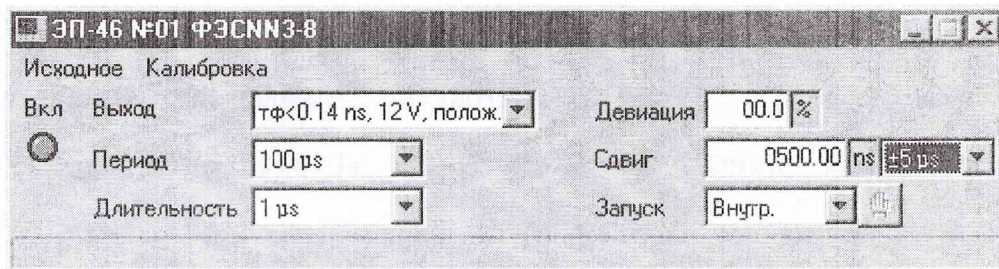 ЭП-46 №01 ФЭСNN3-8
Исходное Калибровка
Вкл Выход τф<0.14 ns, 12 V, полож. Девиация 00.0 %
Период 100 μs Сдвиг 0500.00 ns ±5 μs
Длительность 1 μs Запуск Внутр.